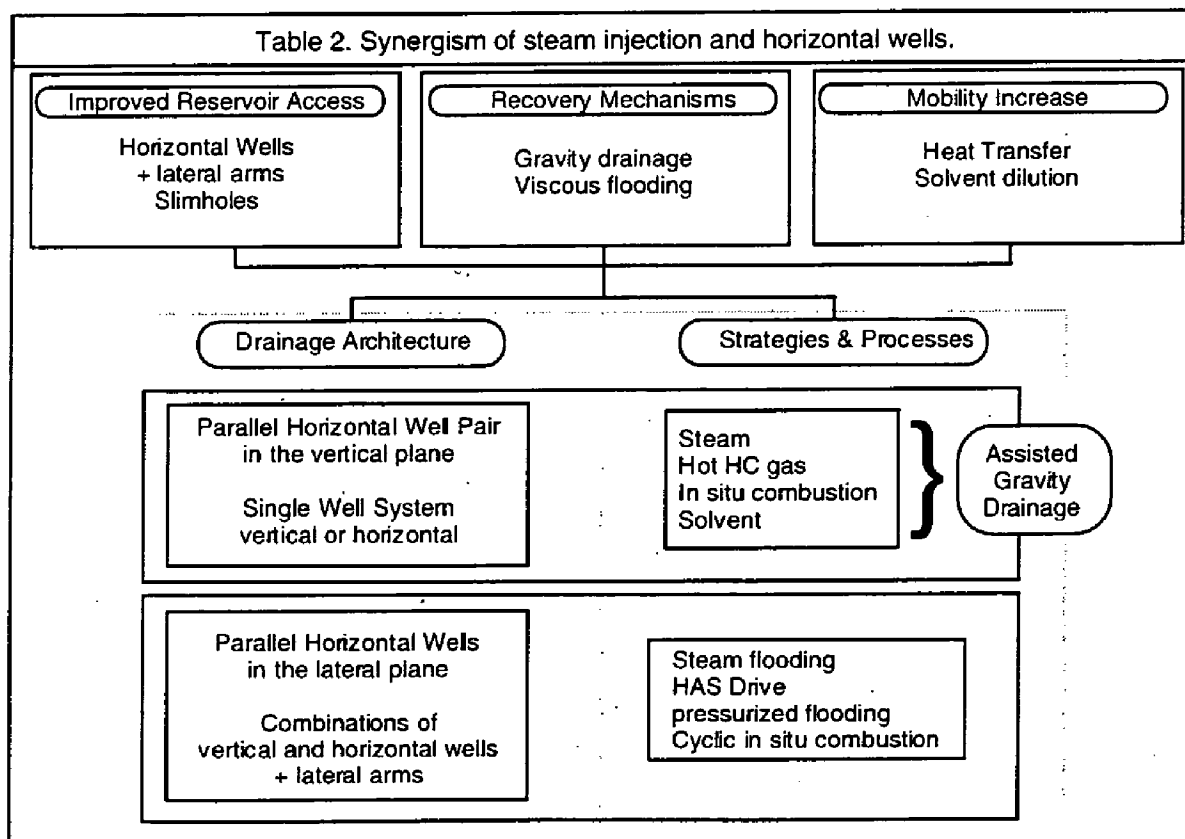 Table 2. Synergism of steam injection and horizontal wells.
Improved Reservoir Access
Horizontal Wells
+ lateral arms
Slimholes
Recovery Mechanisms
Gravity drainage
Viscous flooding
Mobility Increase
Heat Transfer
Solvent dilution
Drainage Architecture
Strategies & Processes
Parallel Horizontal Well Pair
in the vertical plane
Single Well System
vertical or horizontal
Steam
Hot HC gas
In situ combustion
Solvent
}
Assisted
Gravity
Drainage
Parallel Horizontal Wells
in the lateral plane
Combinations of
vertical and horizontal wells
+ lateral arms
Steam flooding
HAS Drive
pressurized flooding
Cyclic in situ combustion